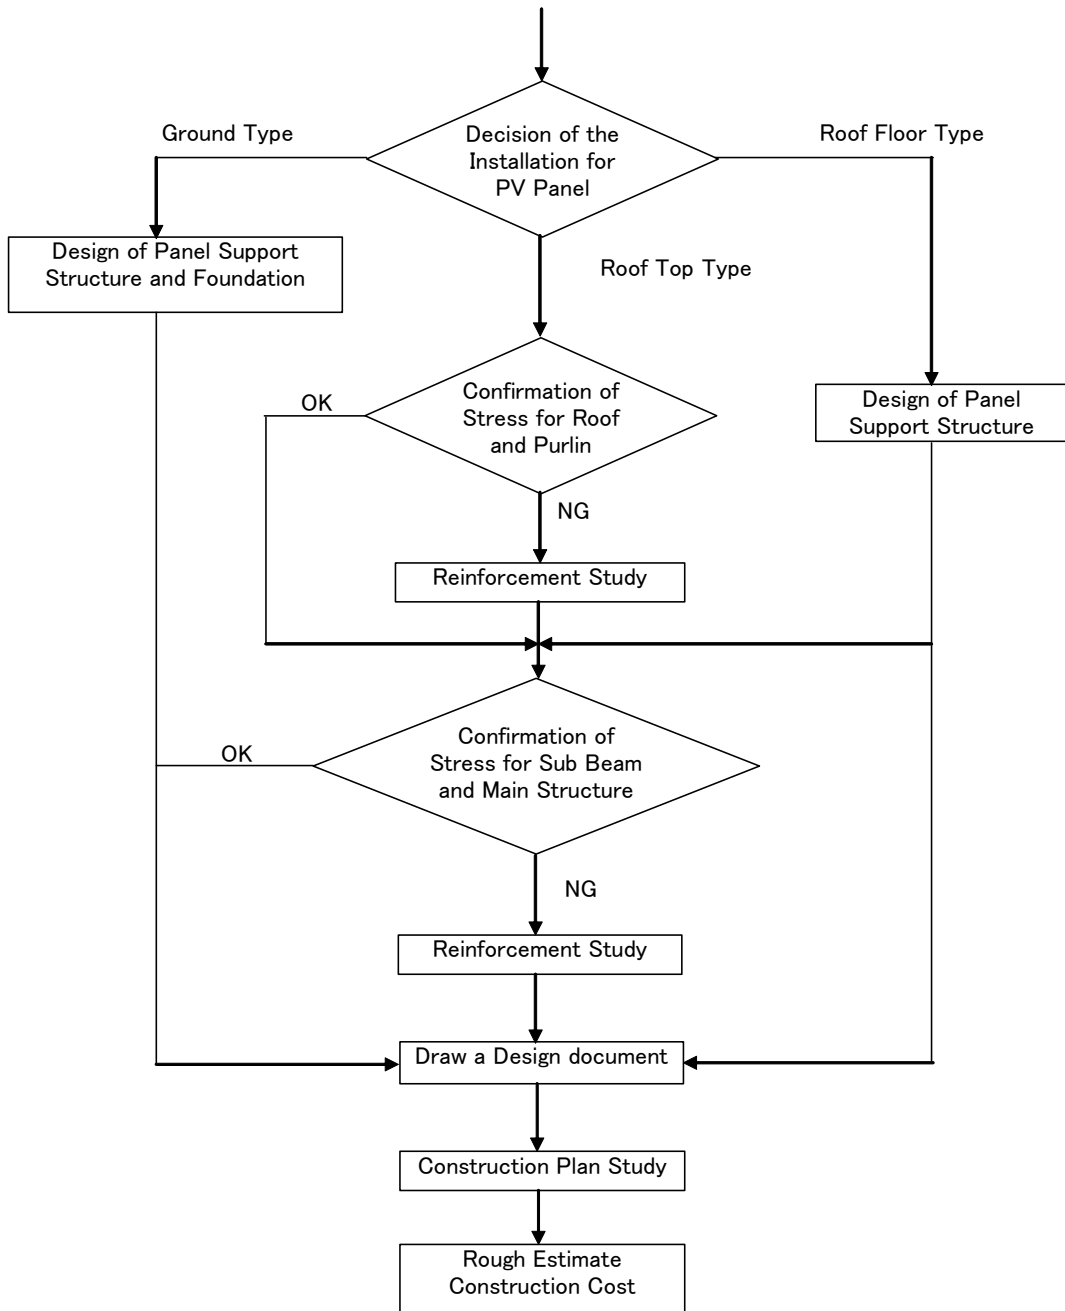 Ground Type
Decision of the
Installation for
PV Panel
Roof Floor Type
Design of Panel Support
Structure and Foundation
Roof Top Type
OK
Confirmation of
Stress for Roof
and Purlin
Design of Panel
Support Structure
NG
Reinforcement Study
OK
Confirmation of
Stress for Sub Beam
and Main Structure
NG
Reinforcement Study
Draw a Design document
Construction Plan Study
Rough Estimate
Construction Cost